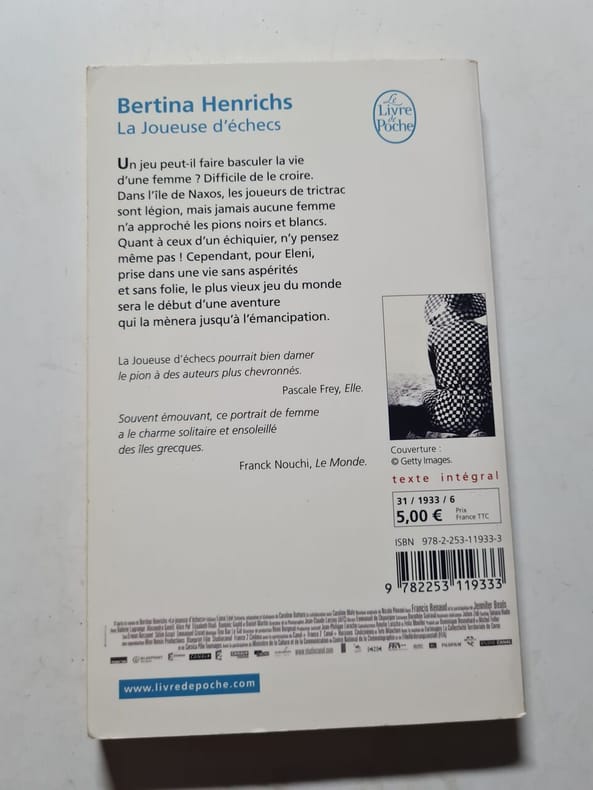 Bertina Henrichs
La Joueuse d'échecs
Le
Livre
de
Poche
Un jeu peut-il faire basculer la vie
d'une femme ? Difficile de le croire.
Dans l'île de Naxos, les joueurs de trictrac
sont légion, mais jamais aucune femme
n'a approché les pions noirs et blancs.
Quant à ceux d'un échiquier, n'y pensez
même pas ! Cependant, pour Eleni,
prise dans une vie sans aspérités
et sans folie, le plus vieux jeu du monde
sera le début d'une aventure
qui la mènera jusqu'à l'émancipation.
La Joueuse d'échecs pourrait bien damer
le pion à des auteurs plus chevronnés.
Pascale Frey, Elle.
Souvent émouvant, ce portrait de femme
a le charme solitaire et ensoleillé
des îles grecques.
Franck Nouchi, Le Monde.
Couverture :
© Getty Images.
texte intégral
31 / 1933 / 6
5,00 € Prix
France TTC
ISBN 978-2-253-11933-3
9 782253 119333
Francis Renaud
Jennifer Beals
www.studiocanal.com
www.livredepoche.com